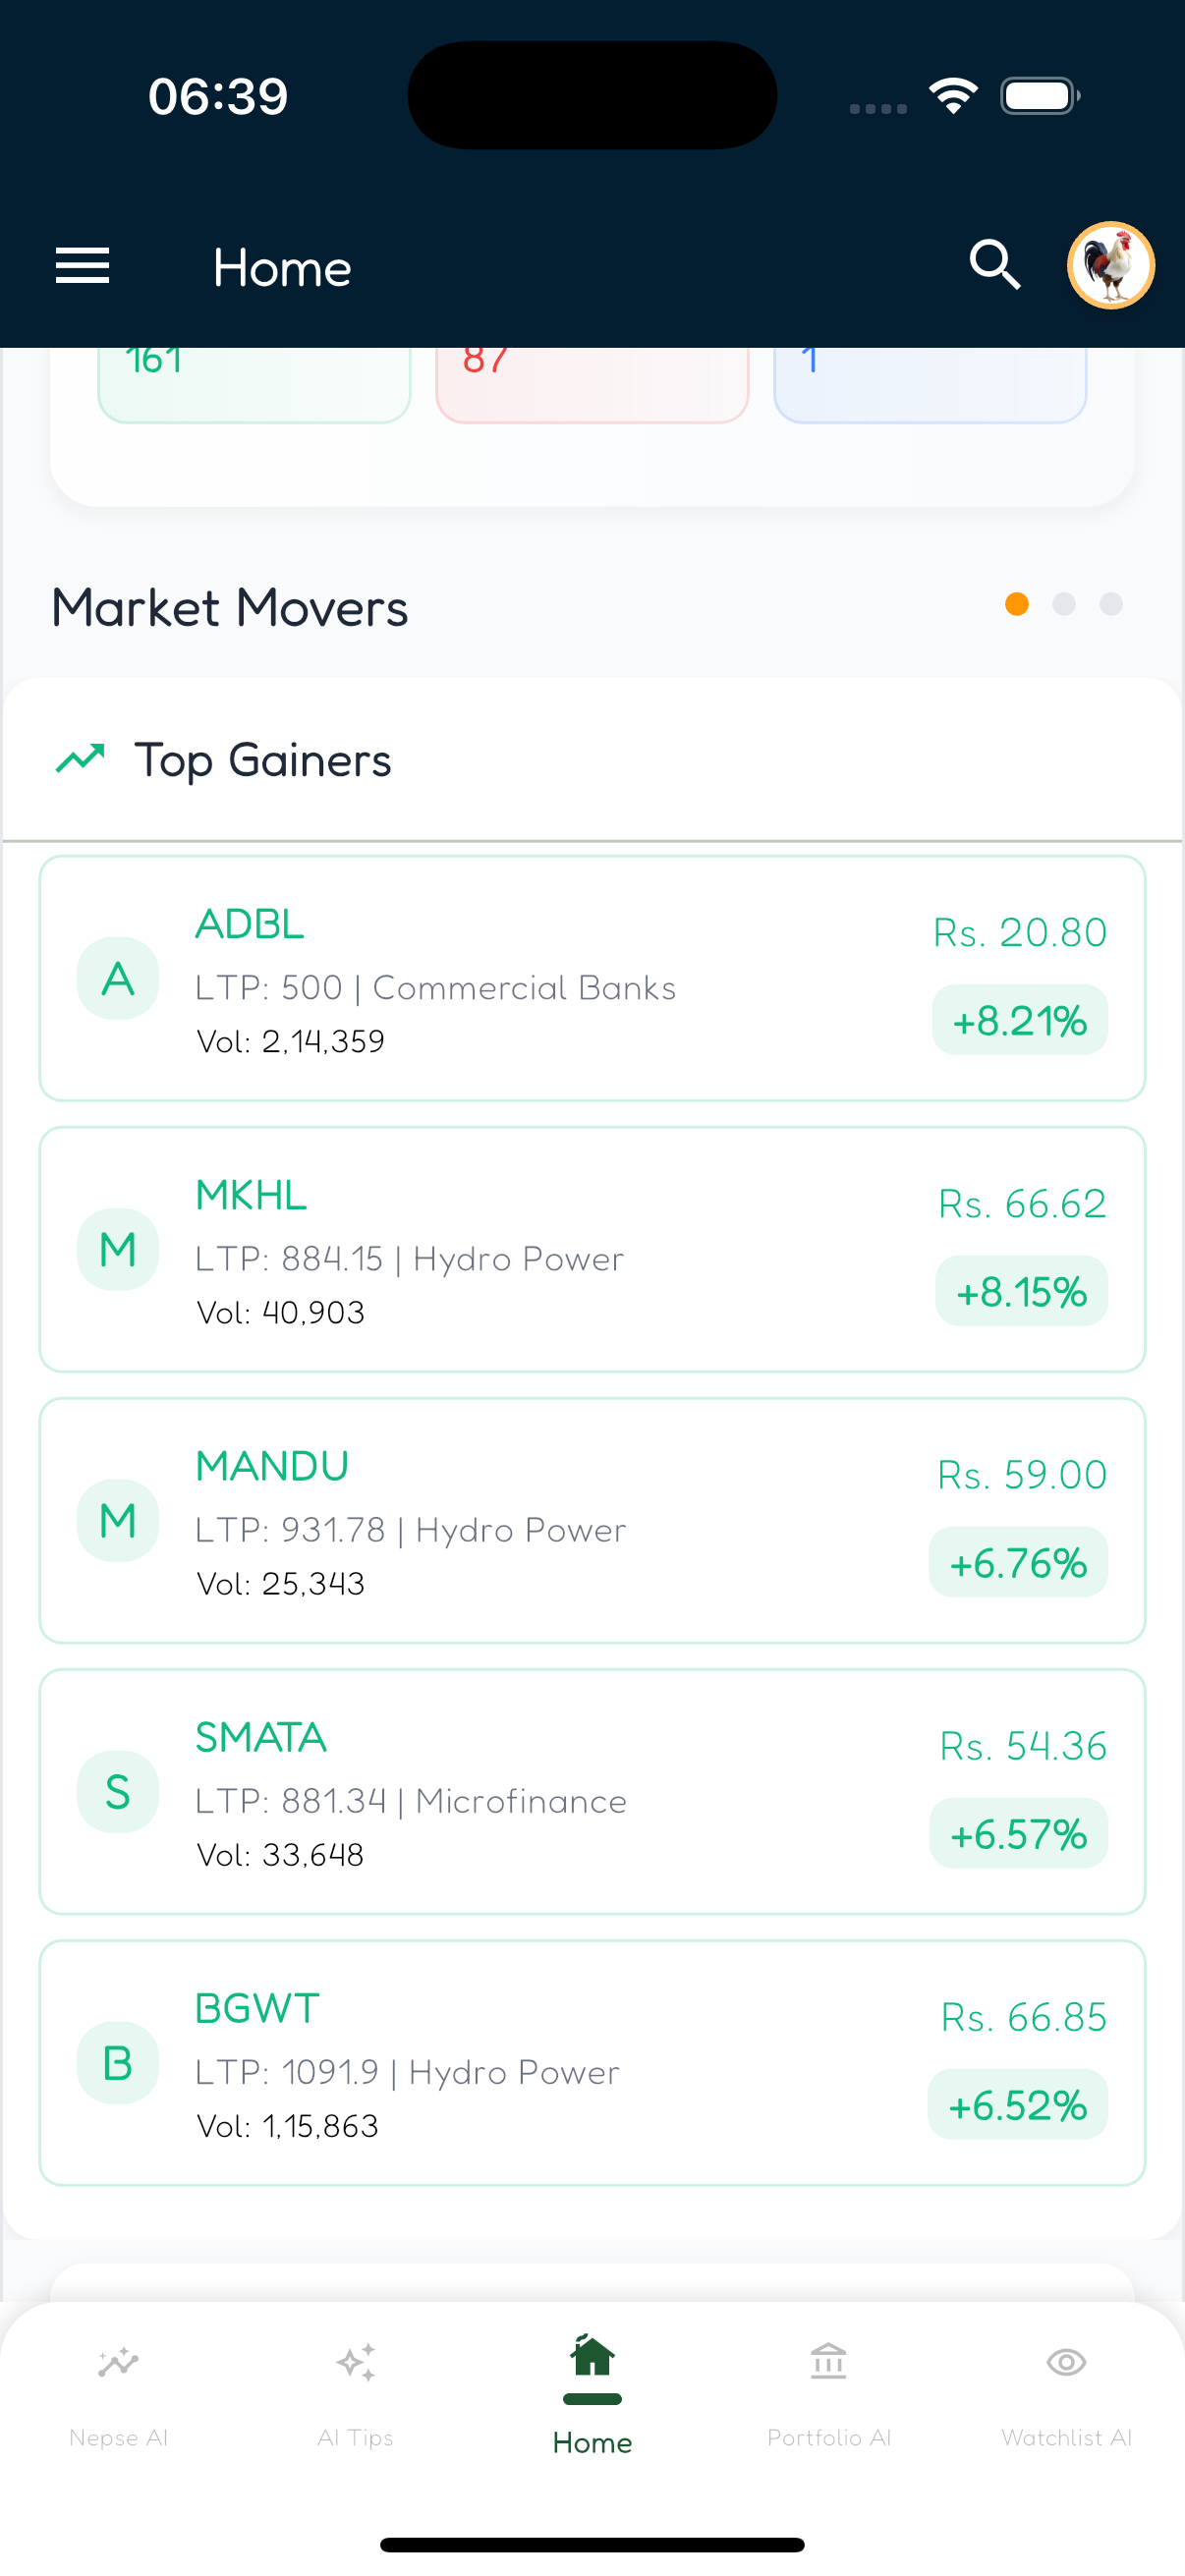 06:39
Home
161
87
1
Market Movers
Top Gainers
A
ADBL
LTP: 500 | Commercial Banks
Vol: 2,14,359
Rs. 20.80
+8.21%
M
MKHL
LTP: 884.15 | Hydro Power
Vol: 40,903
Rs. 66.62
+8.15%
M
MANDU
LTP: 931.78 | Hydro Power
Vol: 25,343
Rs. 59.00
+6.76%
S
SMATA
LTP: 881.34 | Microfinance
Vol: 33,648
Rs. 54.36
+6.57%
B
BGWT
LTP: 1091.9 | Hydro Power
Vol: 1,15,863
Rs. 66.85
+6.52%
Nepse AI
AI Tips
Home
Portfolio AI
Watchlist AI